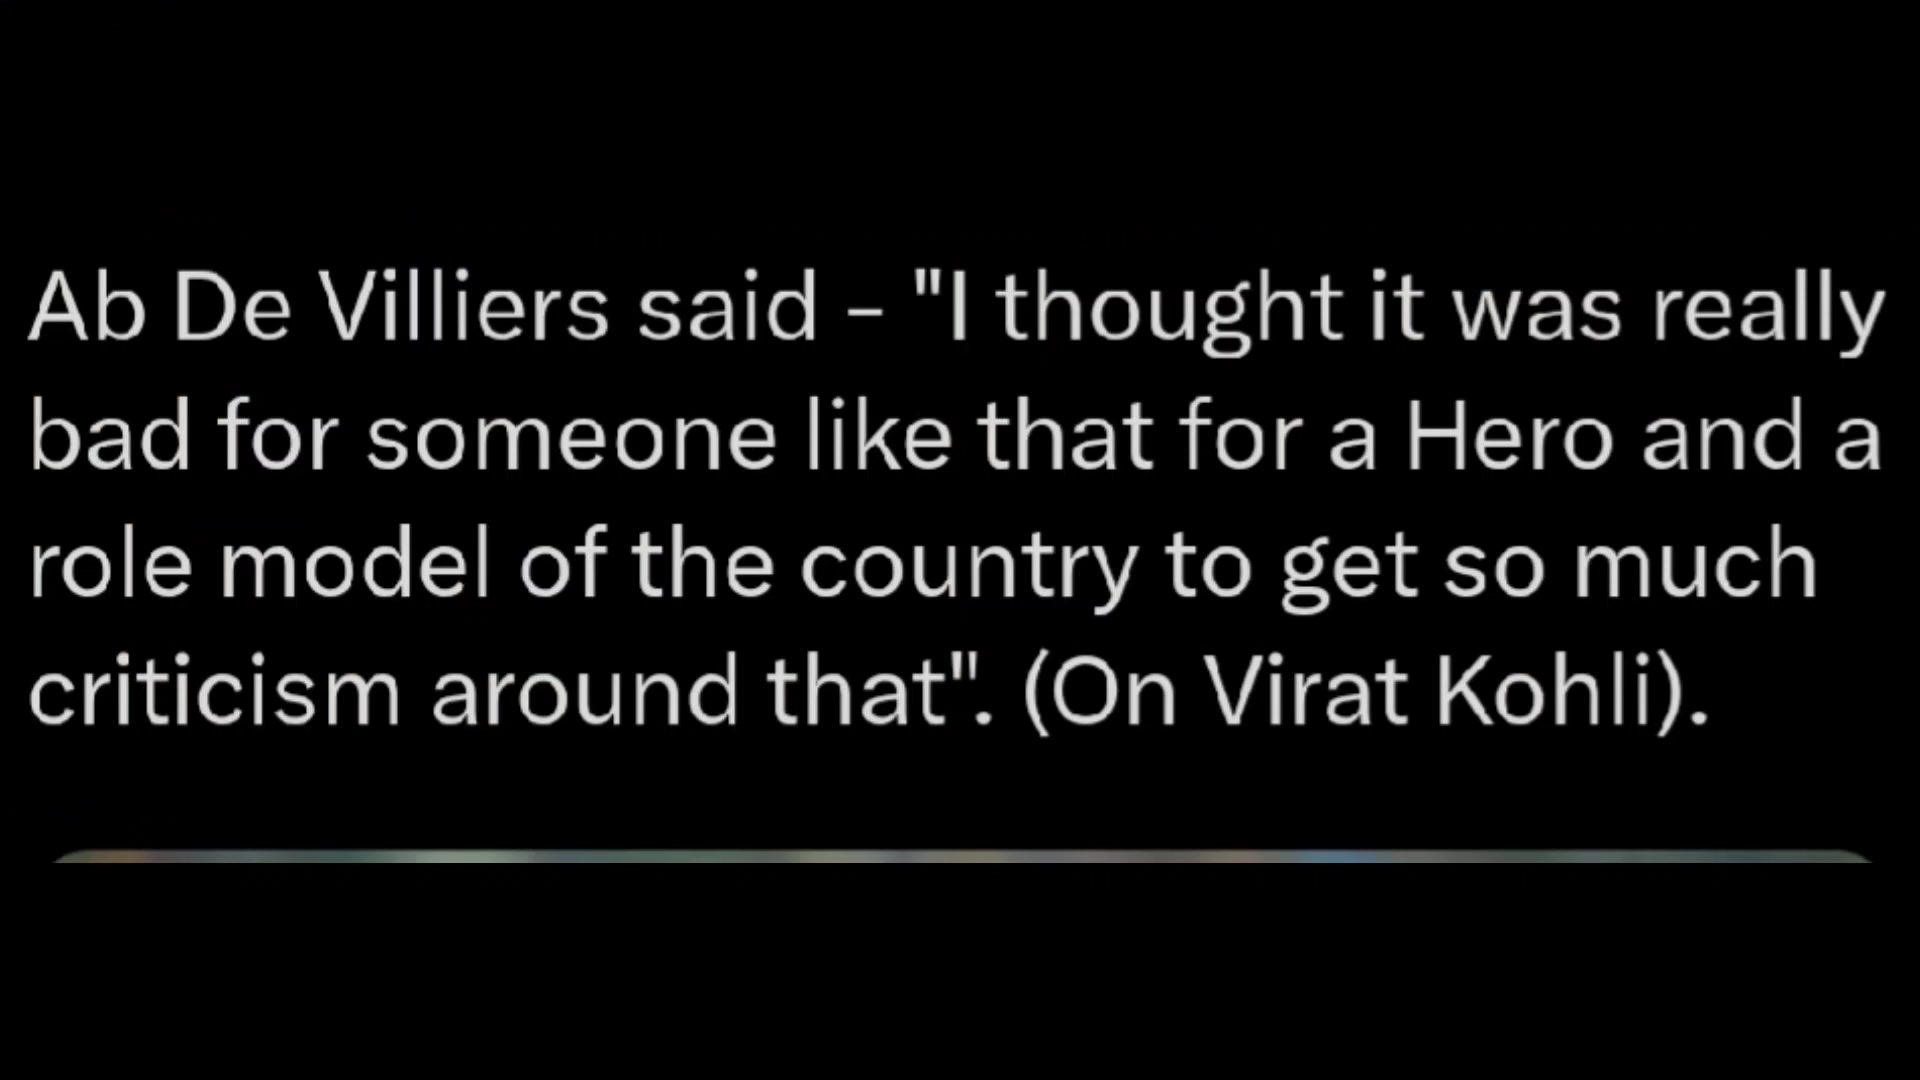 Ab De Villiers said – "I thought it was really
bad for someone like that for a Hero and a
role model of the country to get so much
criticism around that". (On Virat Kohli).